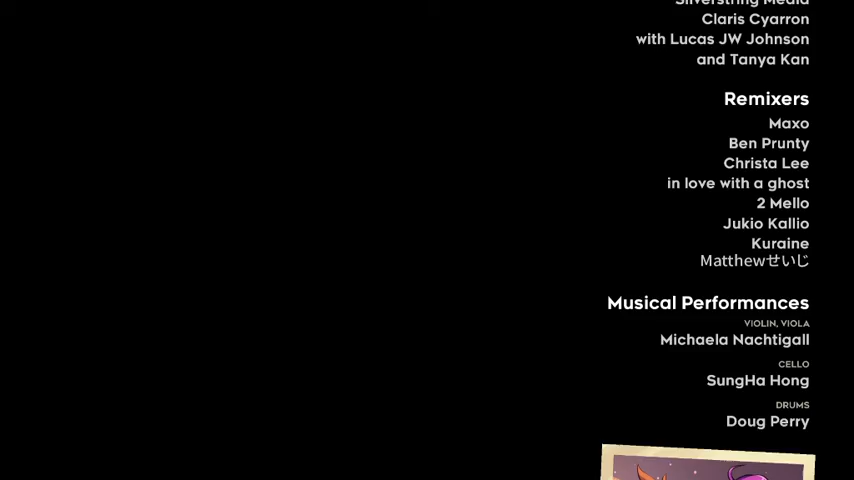 Silverstring Media
Claris Cyarron
with Lucas JW Johnson
and Tanya Kan
Remixers
Maxo
Ben Prunty
Christa Lee
in love with a ghost
2 Mello
Jukio Kallio
Kuraine
Matthewせいじ
Musical Performances
VIOLIN, VIOLA
Michaela Nachtigall
CELLO
SungHa Hong
DRUMS
Doug Perry